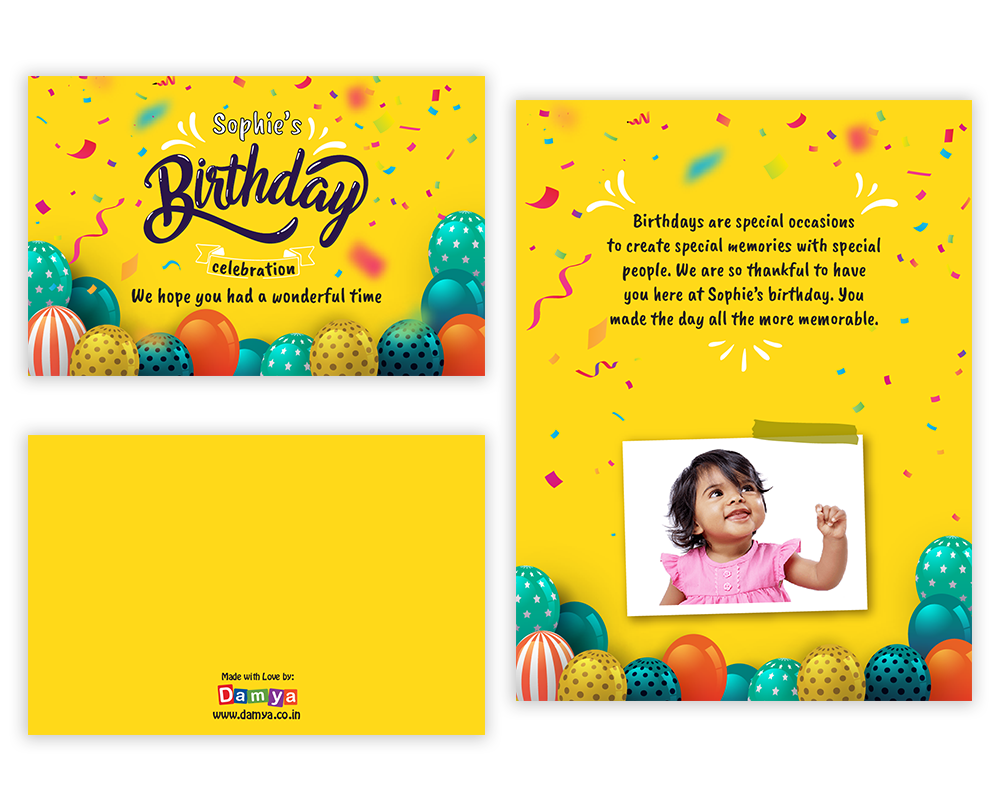 Sophie's
Birthday
celebration
We hope you had a wonderful time
Birthdays are special occasions
to create special memories with special
people. We are so thankful to have
you here at Sophie's birthday. You
made the day all the more memorable.
Made with Love by:
Damya
www.damya.co.in